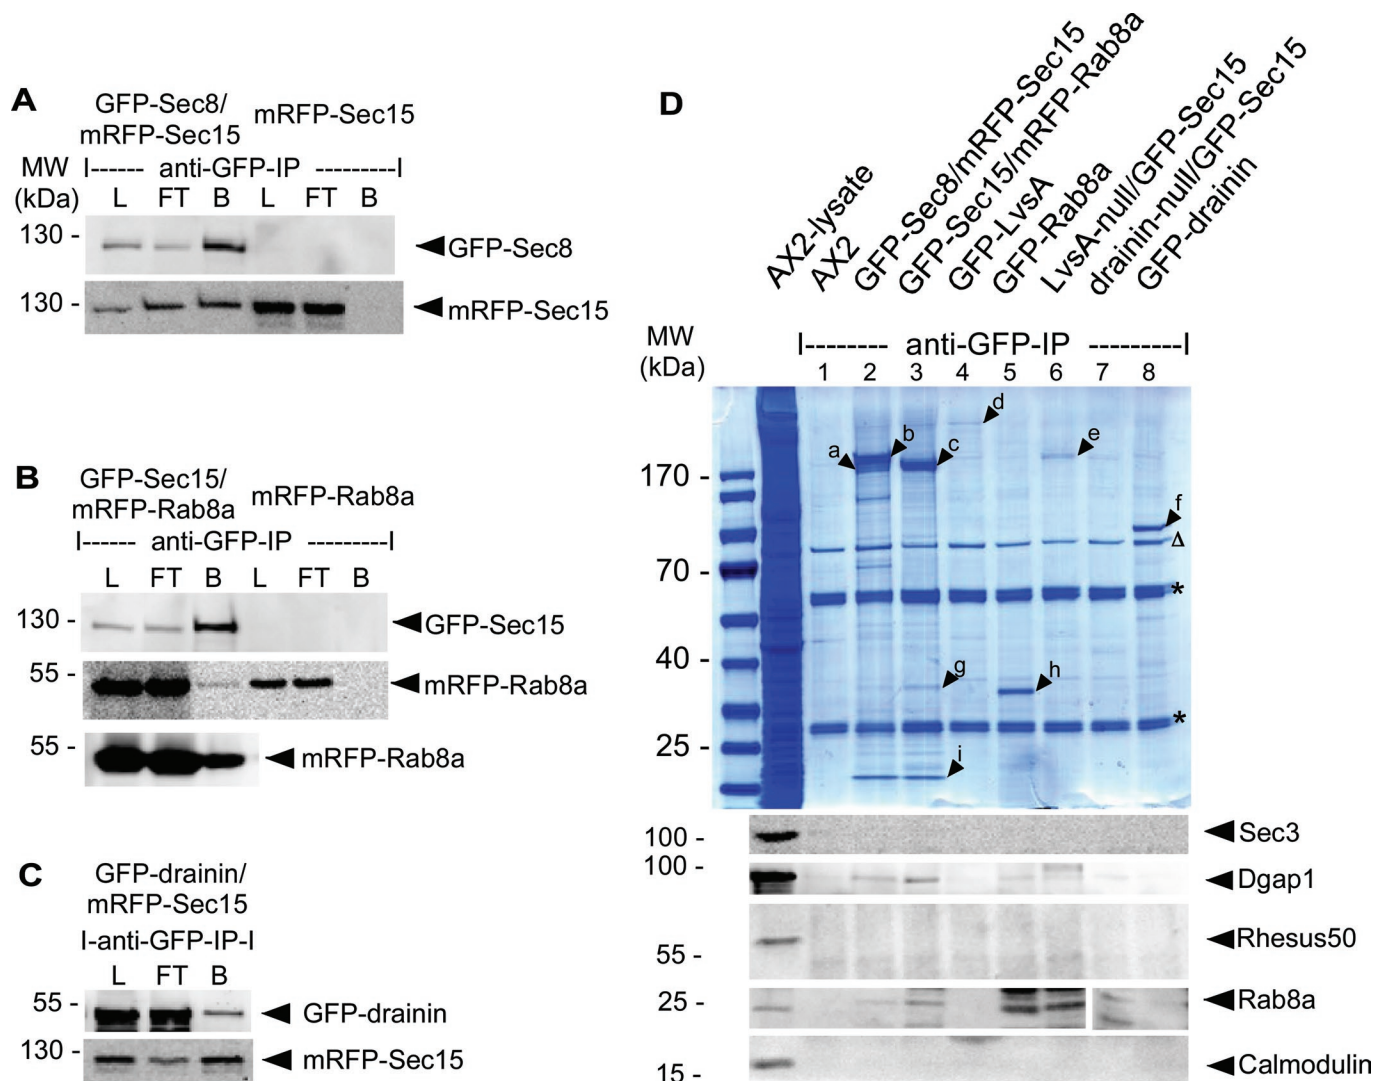 A
GFP-Sec8/
mRFP-Sec15
mRFP-Sec15
MW
(kDa)
I------ anti-GFP-IP ---------I
L FT B L FT B
130 -
GFP-Sec8
130 -
mRFP-Sec15
B
GFP-Sec15/
mRFP-Rab8a
mRFP-Rab8a
I------ anti-GFP-IP ---------I
L FT B L FT B
130 -
GFP-Sec15
55 -
mRFP-Rab8a
55 -
mRFP-Rab8a
C
GFP-drainin/
mRFP-Sec15
I-anti-GFP-IP-I
L FT B
55 -
GFP-drainin
130 -
mRFP-Sec15
D
AX2-lysate
AX2
GFP-Sec8/mRFP-Sec15
GFP-Sec15/mRFP-Rab8a
GFP-LvsA
GFP-Rab8a
LvsA-null/GFP-Sec15
drainin-null/GFP-Sec15
GFP-drainin
MW
(kDa)
I-------- anti-GFP-IP ---------I
1 2 3 4 5 6 7 8
d
a b c e
170 -
f
Δ
70 -
*
40 -
g h
*
25 -
i
100 -
Sec3
100 -
Dgap1
Rhesus50
55 -
25 -
Rab8a
Calmodulin
15 -